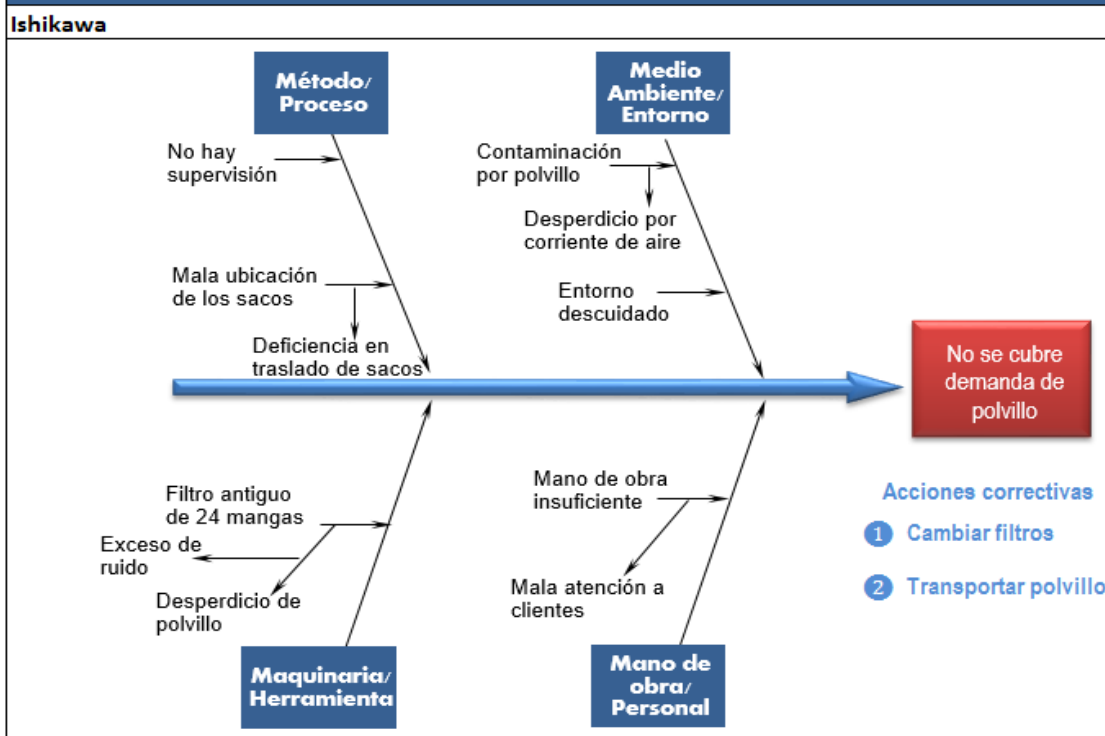 Ishikawa
Método/
Proceso
Medio
Ambiente/
Entorno
No hay
supervisión
Contaminación
por polvillo
Desperdicio por
corriente de aire
Mala ubicación
de los sacos
Entorno
descuidado
Deficiencia en
traslado de sacos
No se cubre
demanda de
polvillo
Filtro antiguo
de 24 mangas
Exceso de
ruido
Desperdicio de
polvillo
Mano de obra
insuficiente
Mala atención a
clientes
Acciones correctivas
1 Cambiar filtros
2 Transportar polvillo
Maquinaria/
Herramienta
Mano de
obra/
Personal